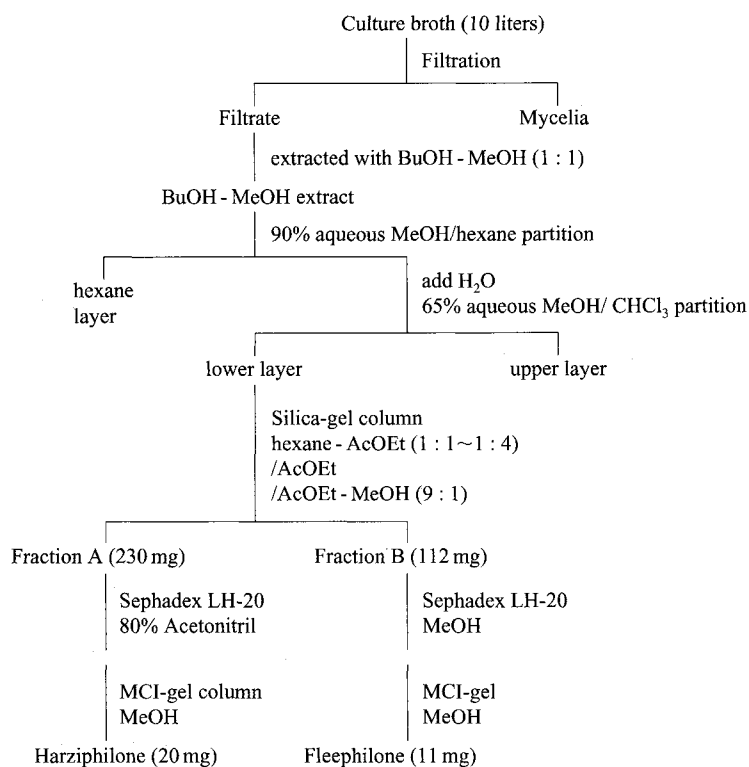 Culture broth (10 liters)
Filtration
Filtrate
Mycelia
extracted with BuOH - MeOH (1 : 1)
BuOH - MeOH extract
90% aqueous MeOH/hexane partition
hexane
layer
add H₂O
65% aqueous MeOH/ CHCl₃ partition
lower layer
upper layer
Silica-gel column
hexane - AcOEt (1 : 1~1 : 4)
/AcOEt
/AcOEt - MeOH (9 : 1)
Fraction A (230 mg)
Fraction B (112 mg)
Sephadex LH-20
80% Acetonitril
Sephadex LH-20
MeOH
MCI-gel column
MeOH
MCI-gel
MeOH
Harziphilone (20 mg)
Fleephilone (11 mg)